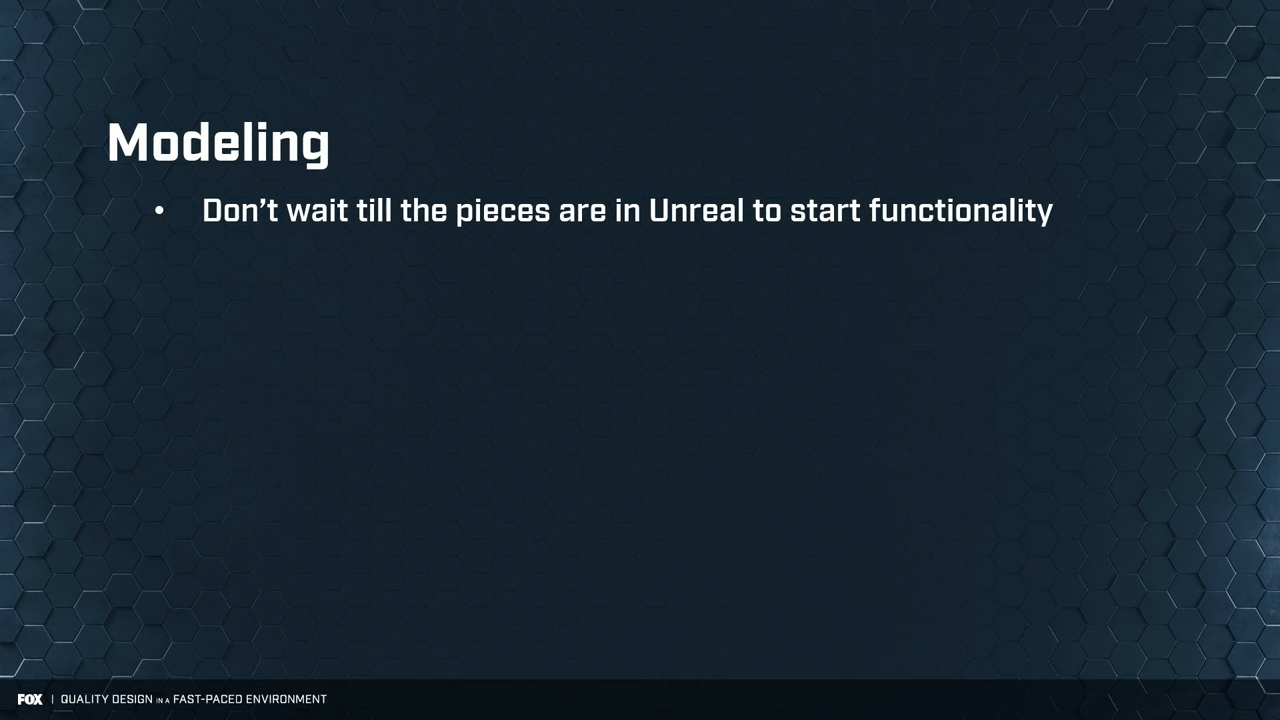 Modeling
• Don’t wait till the pieces are in Unreal to start functionality
FOX | QUALITY DESIGN IN A FAST-PACED ENVIRONMENT